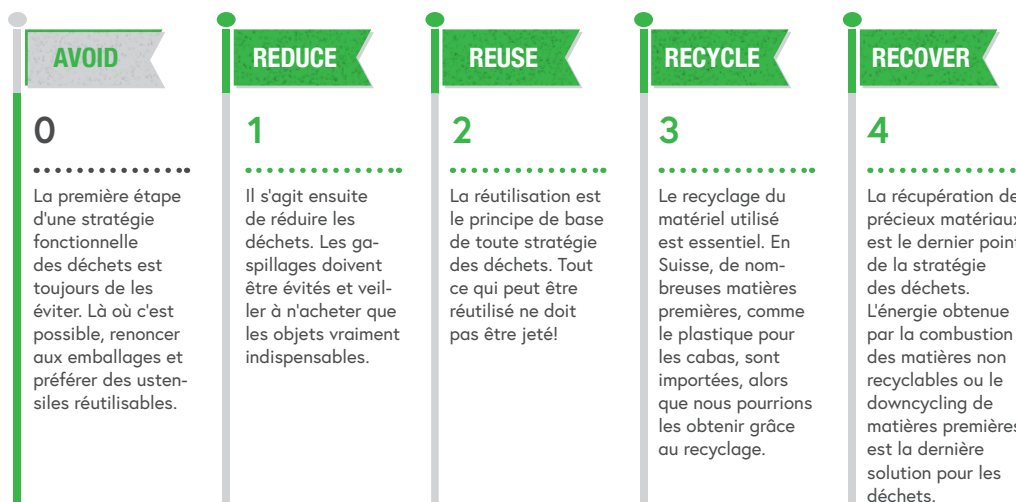 AVOID
0
La première étape
d'une stratégie
fonctionnelle
des déchets est
toujours de les
éviter. Là où c'est
possible, renoncer
aux emballages et
préférer des usten-
siles réutilisables.
REDUCE
1
Il s'agit ensuite
de réduire les
déchets. Les ga-
spillages doivent
être évités et veil-
ler à n'acheter que
les objets vraiment
indispensables.
REUSE
2
La réutilisation est
le principe de base
de toute stratégie
des déchets. Tout
ce qui peut être
réutilisé ne doit
pas être jeté!
RECYCLE
3
Le recyclage du
matériel utilisé
est essentiel. En
Suisse, de nom-
breuses matières
premières, comme
le plastique pour
les cabas, sont
importées, alors
que nous pourrions
les obtenir grâce
au recyclage.
RECOVER
4
La récupération de
précieux matériaux
est le dernier point
de la stratégie
des déchets.
L'énergie obtenue
par la combustion
des matières non
recyclables ou le
downcycling de
matières premières
est la dernière
solution pour les
déchets.